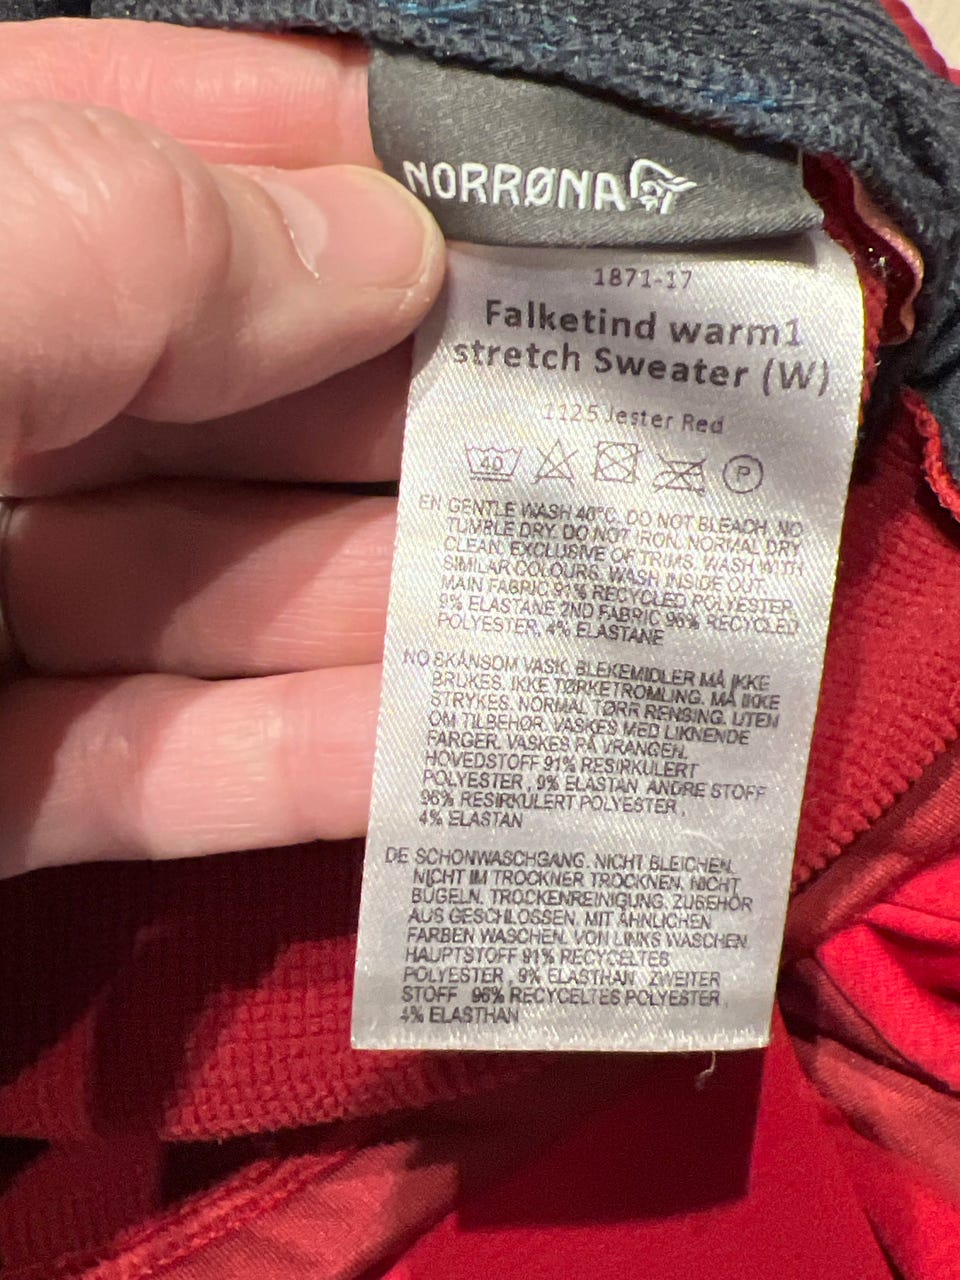 NORRØNA
1871-17
Falketind warm1
stretch Sweater (W)
1125 Jester Red
40 P
EN GENTLE WASH 40°C. DO NOT BLEACH. NO
TUMBLE DRY. DO NOT IRON. NORMAL DRY
CLEAN. EXCLUSIVE OF TRIMS. WASH WITH
SIMILAR COLOURS. WASH INSIDE OUT.
MAIN FABRIC 91% RECYCLED POLYESTER,
9% ELASTANE 2ND FABRIC 96% RECYCLED
POLYESTER, 4% ELASTANE
NO SKÅNSOM VASK. BLEKEMIDLER MÅ IKKE
BRUKES. IKKE TØRKETROMLING. MÅ IKKE
STRYKES. NORMAL TØRR RENSING. UTEN
OM TILBEHØR. VASKES MED LIKNENDE
FARGER. VASKES PÅ VRANGEN.
HOVEDSTOFF 91% RESIRKULERT
POLYESTER , 9% ELASTAN ANDRE STOFF
96% RESIRKULERT POLYESTER ,
4% ELASTAN
DE SCHONWASCHGANG. NICHT BLEICHEN.
NICHT IM TROCKNER TROCKNEN. NICHT
BÜGELN. TROCKENREINIGUNG. ZUBEHÖR
AUS GESCHLOSSEN. MIT ÄHNLICHEN
FARBEN WASCHEN. VON LINKS WASCHEN
HAUPTSTOFF 91% RECYCELTES
POLYESTER , 9% ELASTHAN ZWEITER
STOFF 96% RECYCELTES POLYESTER ,
4% ELASTHAN